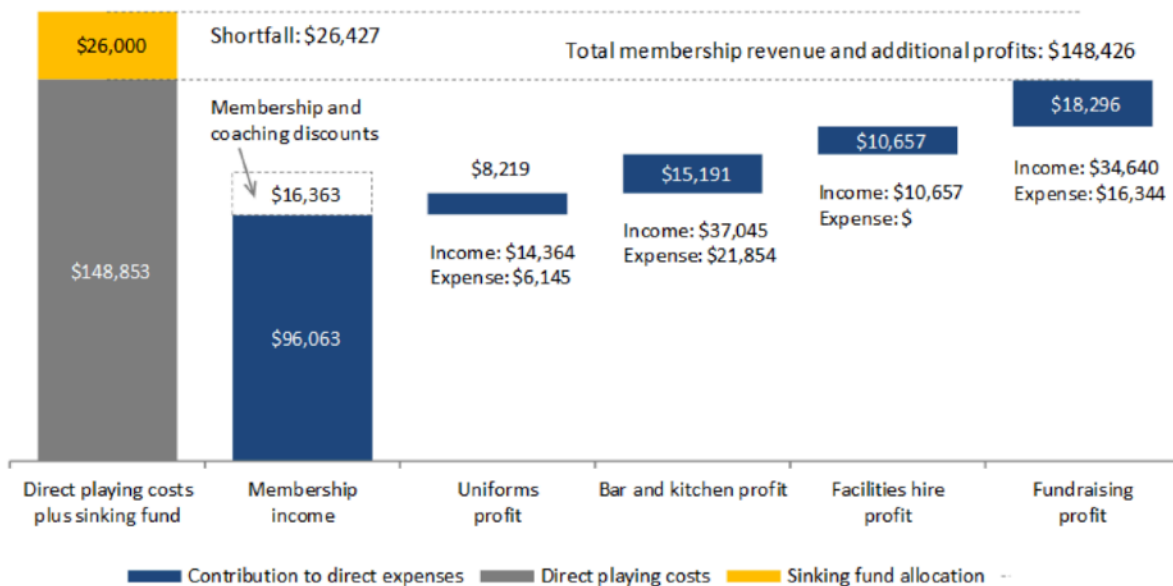 $26,000
Shortfall: $26,427
Total membership revenue and additional profits: $148,426
Membership and
coaching discounts
$16,363
$148,853
$96,063
$8,219
Income: $14,364
Expense: $6,145
$15,191
Income: $37,045
Expense: $21,854
$10,657
Income: $10,657
Expense: $
$18,296
Income: $34,640
Expense: $16,344
Direct playing costs
plus sinking fund
Membership
income
Uniforms
profit
Bar and kitchen profit
Facilities hire
profit
Fundraising
profit
Contribution to direct expenses
Direct playing costs
Sinking fund allocation